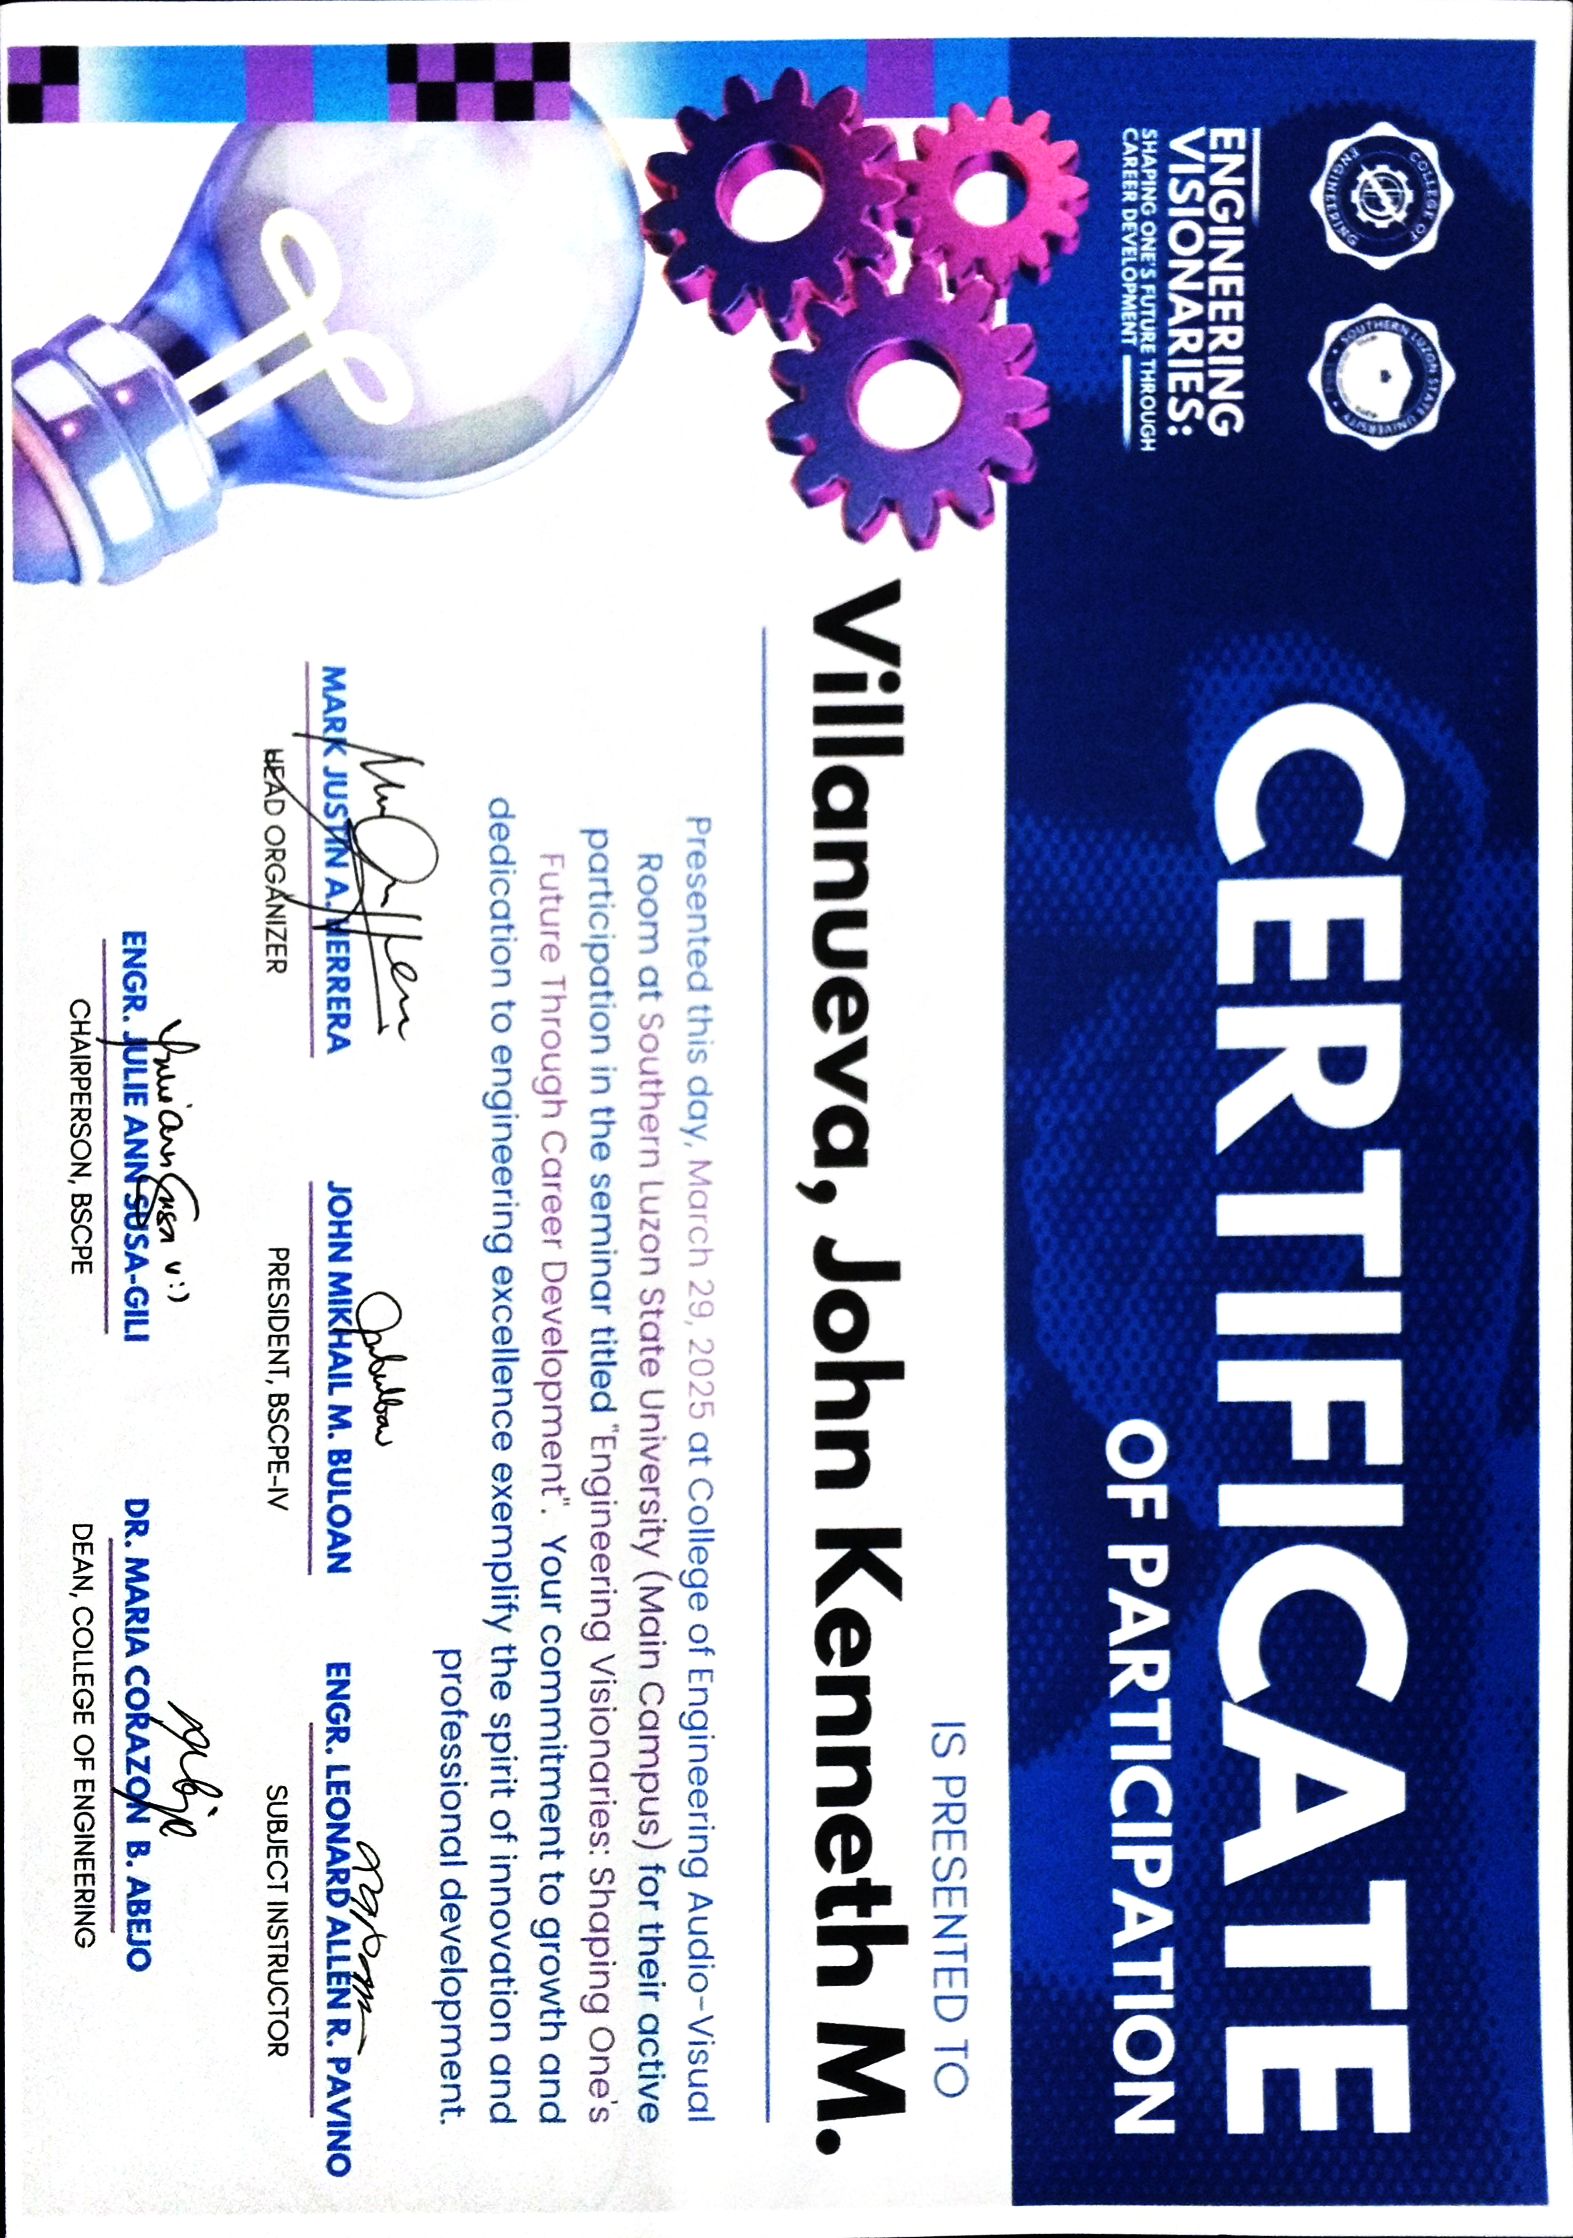 COLLEGE OF
ENGINEERING
SOUTHERN LUZON STATE UNIVERSITY
1964
ENGINEERING
VISIONARIES:
SHAPING ONE'S FUTURE THROUGH
CAREER DEVELOPMENT
CERTIFICATE
OF PARTICIPATION
IS PRESENTED TO
Villanueva, John Kenneth M.
Presented this day, March 29, 2025 at College of Engineering Audio-Visual
Room at Southern Luzon State University (Main Campus) for their active
participation in the seminar titled "Engineering Visionaries: Shaping One's
Future Through Career Development". Your commitment to growth and
dedication to engineering excellence exemplify the spirit of innovation and
professional development.
MARK JUSTIN A. HERRERA
HEAD ORGANIZER
JOHN MIKHAIL M. BULOAN
PRESIDENT, BSCPE-IV
ENGR. LEONARD ALLEN R. PAVINO
SUBJECT INSTRUCTOR
ENGR. JULIE ANN SUSA-GILI
CHAIRPERSON, BSCPE
DR. MARIA CORAZON B. ABEJO
DEAN, COLLEGE OF ENGINEERING